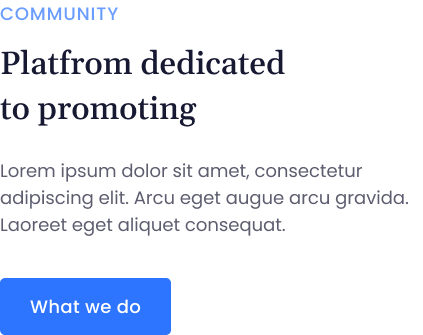 COMMUNITY
Platfrom dedicated
to promoting
Lorem ipsum dolor sit amet, consectetur
adipiscing elit. Arcu eget augue arcu gravida.
Laoreet eget aliquet consequat.
What we do